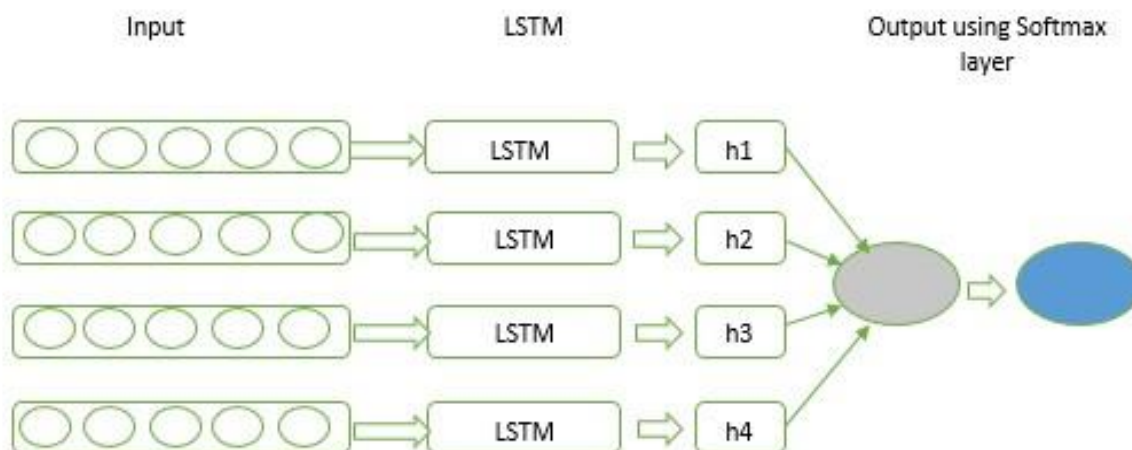 Input
LSTM
Output using Softmax
layer
LSTM
h1
LSTM
h2
LSTM
h3
LSTM
h4